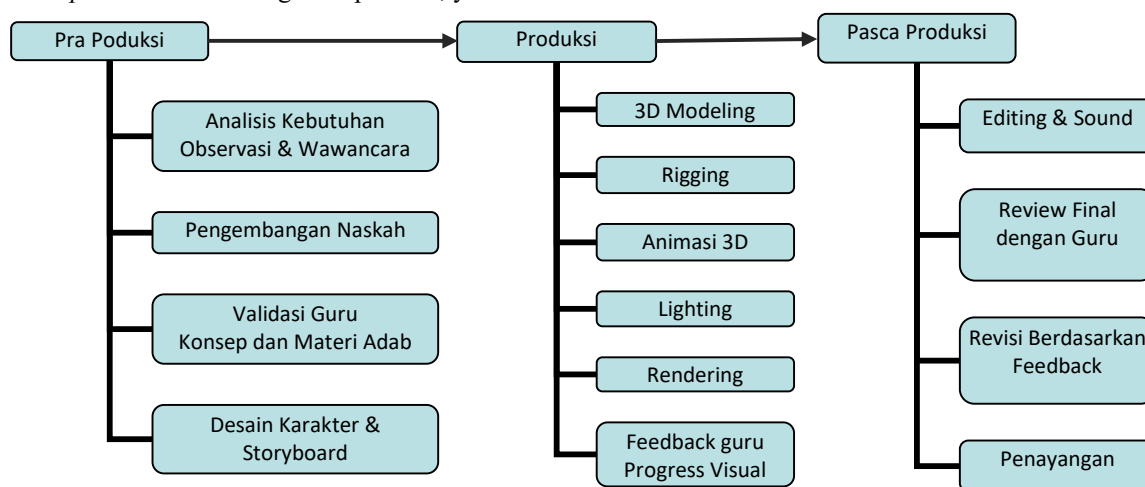 Pra Poduksi
Analisis Kebutuhan
Observasi & Wawancara
Pengembangan Naskah
Validasi Guru
Konsep dan Materi Adab
Desain Karakter &
Storyboard
Produksi
3D Modeling
Rigging
Animasi 3D
Lighting
Rendering
Feedback guru
Progress Visual
Pasca Produksi
Editing & Sound
Review Final
dengan Guru
Revisi Berdasarkan
Feedback
Penayangan